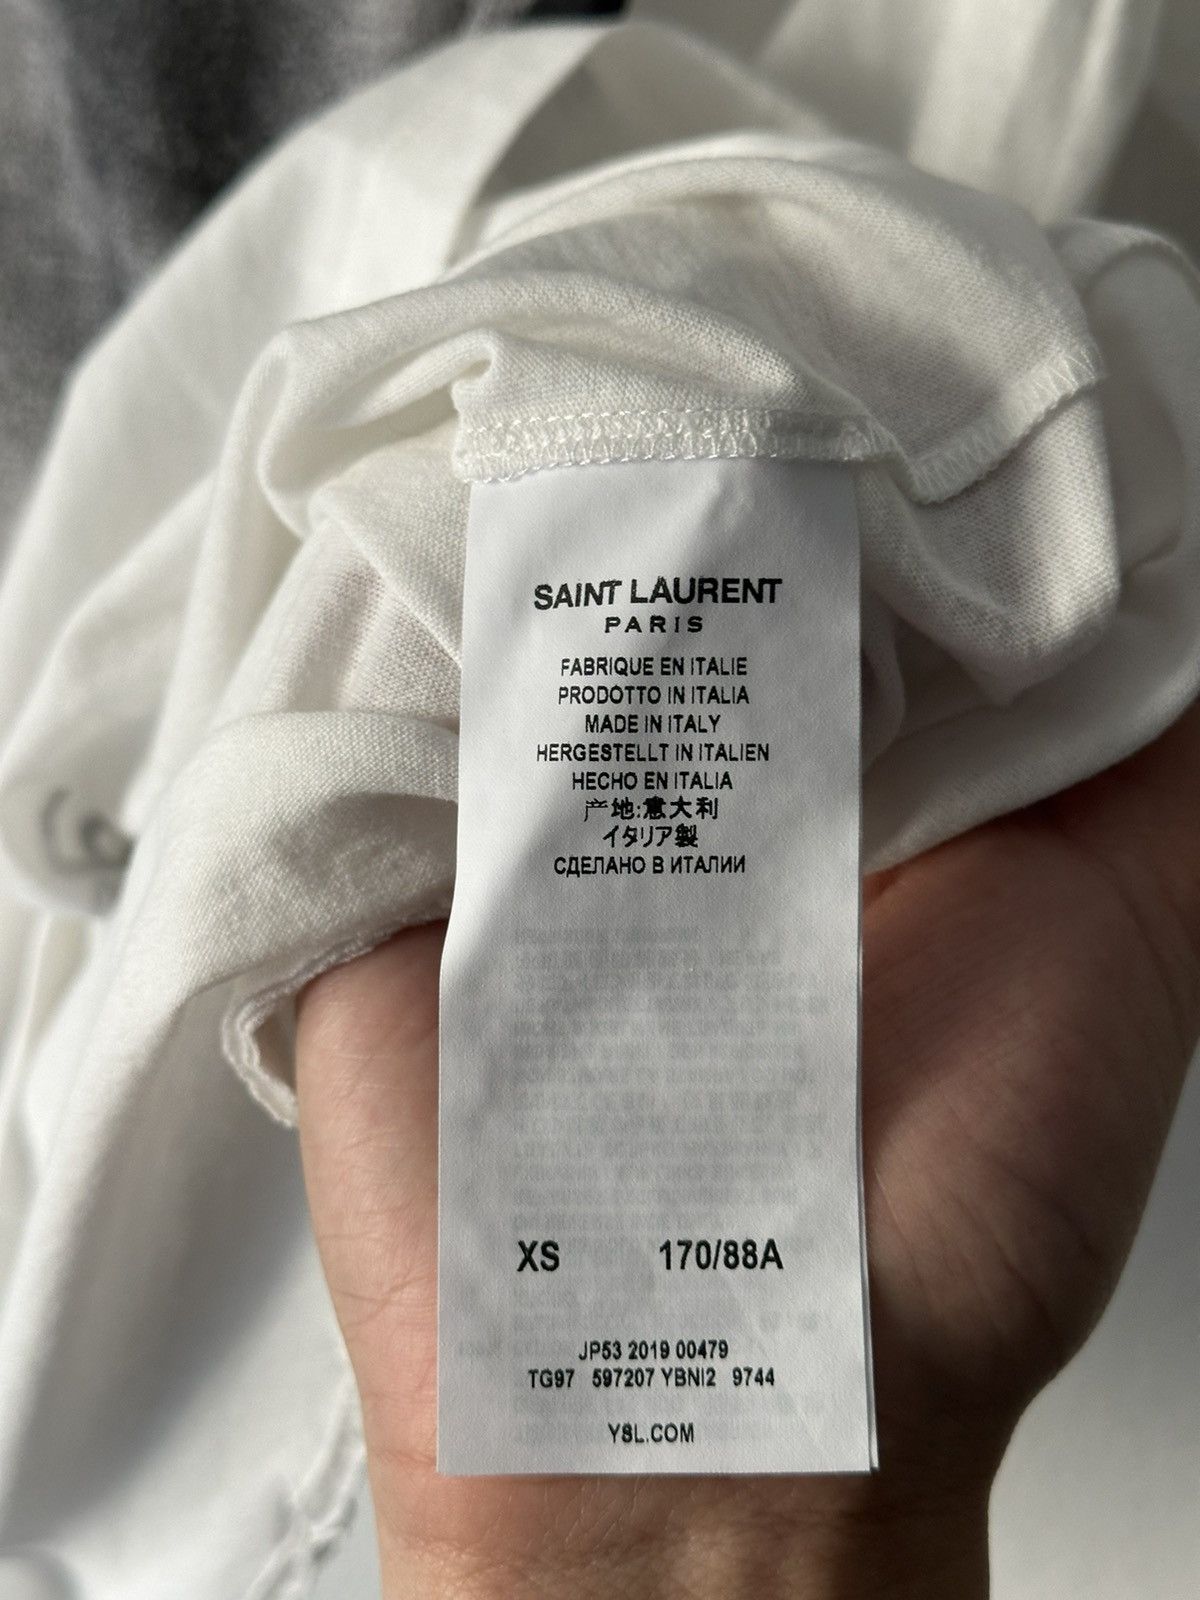 SAINT LAURENT
PARIS
FABRIQUE EN ITALIE
PRODOTTO IN ITALIA
MADE IN ITALY
HERGESTELLT IN ITALIEN
HECHO EN ITALIA
产地:意大利
イタリア製
СДЕЛАНО В ИТАЛИИ
XS 170/88A
JP53 2019 00479
TG97 597207 YBNI2 9744
YSL.COM